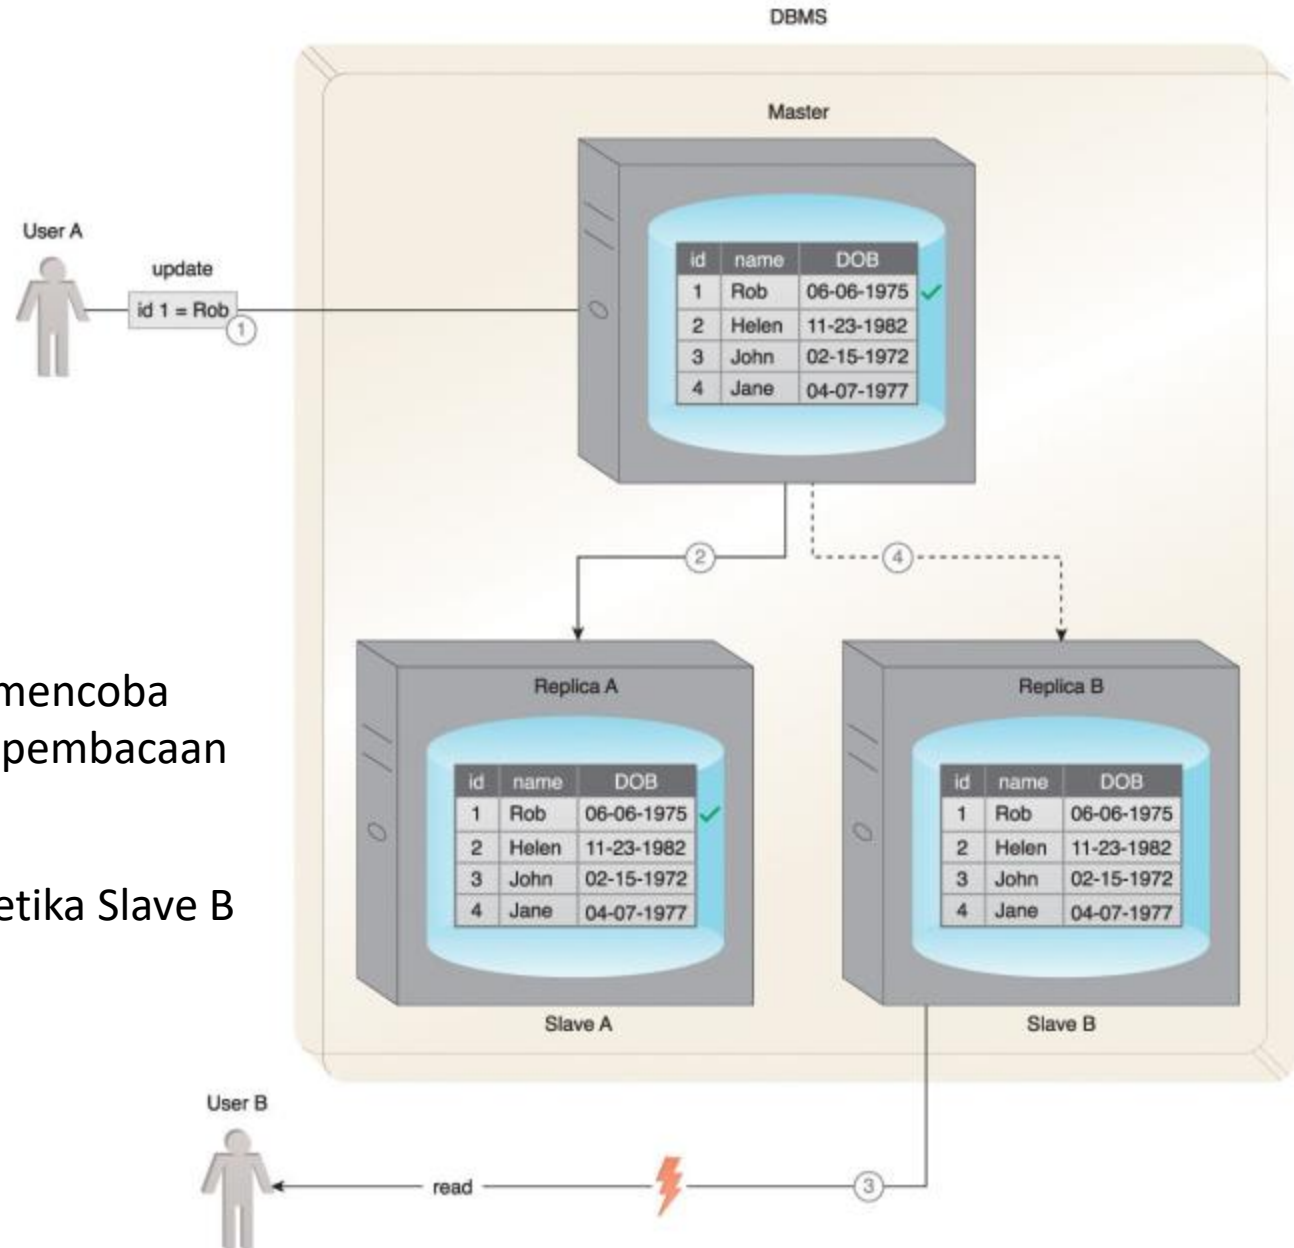 DBMS
Master
User A
update
id 1 = Rob
1
id name DOB
1 Rob 06-06-1975
2 Helen 11-23-1982
3 John 02-15-1972
4 Jane 04-07-1977
2
4
mencoba
pembacaan
etika Slave B
Replica A
id name DOB
1 Rob 06-06-1975
2 Helen 11-23-1982
3 John 02-15-1972
4 Jane 04-07-1977
Slave A
Replica B
id name DOB
1 Rob 06-06-1975
2 Helen 11-23-1982
3 John 02-15-1972
4 Jane 04-07-1977
Slave B
User B
read
3